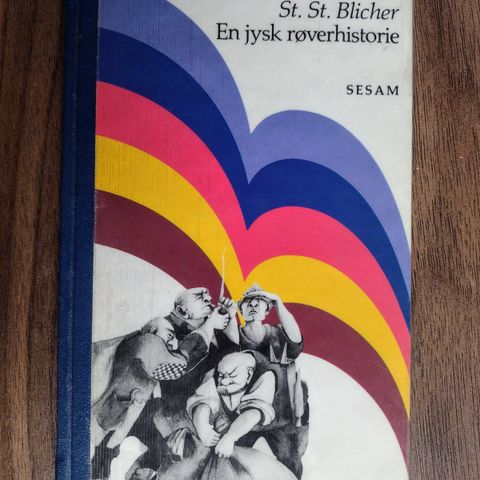 St. St. Blicher
En jysk røverhistorie
SESAM